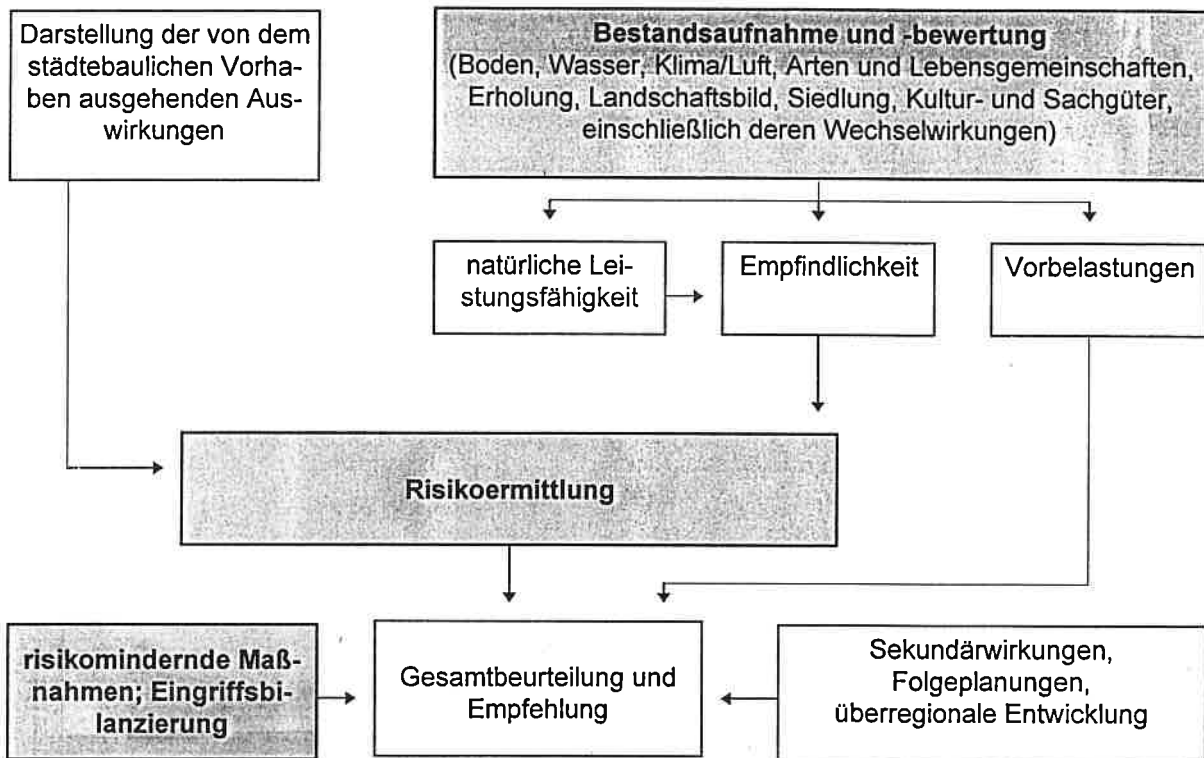 Darstellung der von dem
städtebaulichen Vorha-
ben ausgehenden Aus-
wirkungen
Bestandsaufnahme und -bewertung
(Boden, Wasser, Klima/Luft, Arten und Lebensgemeinschaften,
Erholung, Landschaftsbild, Siedlung, Kultur- und Sachgüter,
einschließlich deren Wechselwirkungen)
natürliche Lei-
stungsfähigkeit
Empfindlichkeit
Vorbelastungen
Risikoermittlung
risikomindernde Maß-
nahmen; Eingriffsbi-
lanzierung
Gesamtbeurteilung und
Empfehlung
Sekundärwirkungen,
Folgeplanungen,
überregionale Entwicklung